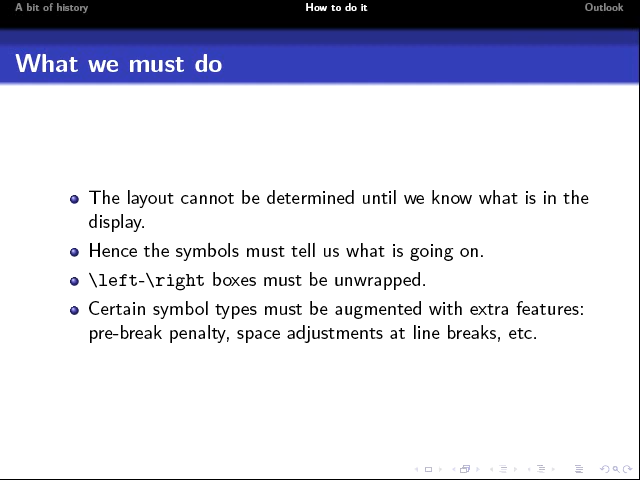 A bit of history How to do it Outlook
What we must do
The layout cannot be determined until we know what is in the
display.
Hence the symbols must tell us what is going on.
\left-\right boxes must be unwrapped.
Certain symbol types must be augmented with extra features:
pre-break penalty, space adjustments at line breaks, etc.